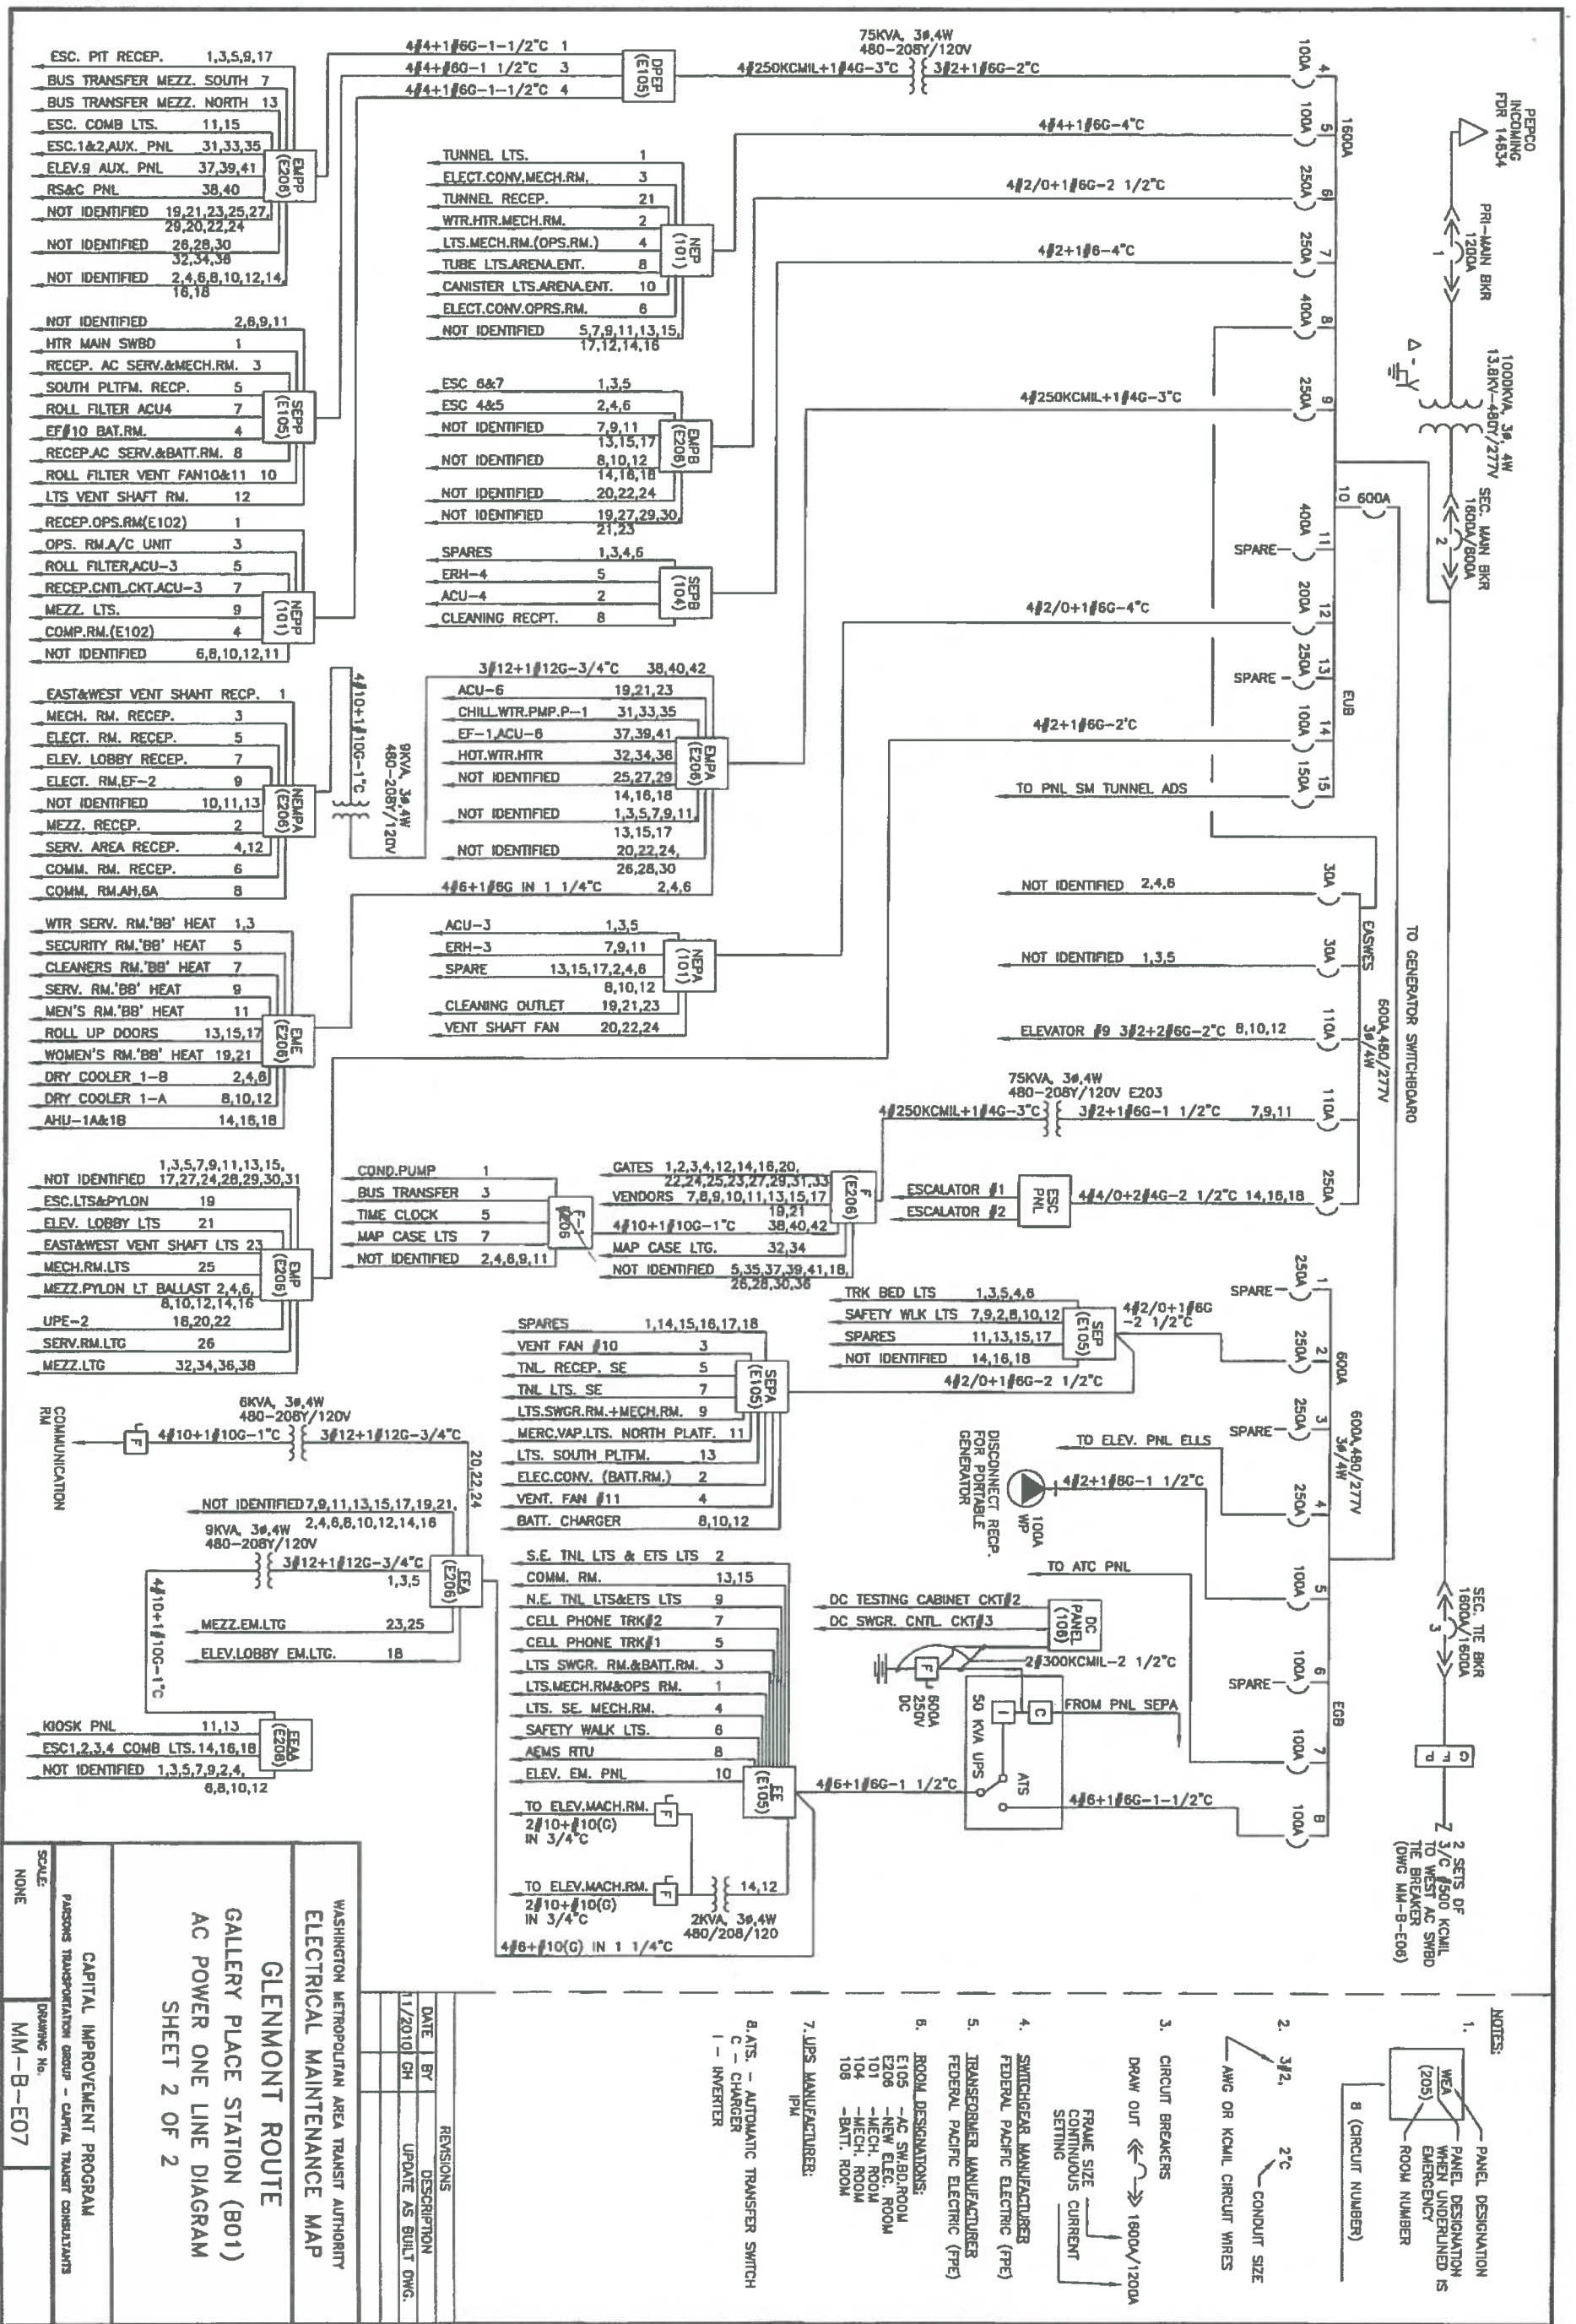 PEPCO
INCOMING
FDR 14634
PRI-MAIN BKR
1200A
1
1000KVA, 3ø, 4W
13.8KV-480Y/277V
SEC. MAIN BKR
1600A/800A
2
SEC. TIE BKR
1600A/1600A
3
G F P
2 SETS OF
3/C #500 KCMIL
TO WEST AC SWBD
TIE BREAKER
(DWG MM-B-E06)
1600A
EUB
4
100A
5
100A
6
250A
7
250A
8
400A
9
250A
10 600A
11
400A
SPARE
12
200A
13
250A
SPARE
14
100A
15
150A
TO PNL SM TUNNEL ADS
TO GENERATOR SWITCHBOARD
75KVA, 3ø,4W
480-208Y/120V
4#250KCMIL+1#4G-3"C
3#2+1#6G-2"C
4#4+1#6G-4"C
4#2/0+1#6G-2 1/2"C
4#2+1#6-4"C
4#250KCMIL+1#4G-3"C
4#2/0+1#6G-4"C
4#2+1#6G-2"C
4#4+1#6G-1-1/2"C 1
4#4+#6G-1 1/2"C 3
4#4+1#6G-1-1/2"C 4
DPEP
(E105)
ESC. PIT RECEP. 1,3,5,9,17
BUS TRANSFER MEZZ. SOUTH 7
BUS TRANSFER MEZZ. NORTH 13
ESC. COMB LTS. 11,15
ESC.1&2,AUX. PNL 31,33,35
ELEV.9 AUX. PNL 37,39,41
RS&C PNL 38,40
NOT IDENTIFIED 19,21,23,25,27,
29,20,22,24
NOT IDENTIFIED 26,28,30
32,34,36
NOT IDENTIFIED 2,4,6,8,10,12,14,
16,18
EMPP
(E206)
NOT IDENTIFIED 2,6,9,11
HTR MAIN SWBD 1
RECEP. AC SERV.&MECH.RM. 3
SOUTH PLTFM. RECP. 5
ROLL FILTER ACU4 7
EF#10 BAT.RM. 4
RECEP.AC SERV.&BATT.RM. 8
ROLL FILTER VENT FAN10&11 10
LTS VENT SHAFT RM. 12
SEPP
(E105)
RECEP.OPS.RM(E102) 1
OPS. RM.A/C UNIT 3
ROLL FILTER,ACU-3 5
RECEP.CNTL.CKT.ACU-3 7
MEZZ. LTS. 9
COMP.RM.(E102) 4
NOT IDENTIFIED 6,8,10,12,11
NEPP
(101)
EAST&WEST VENT SHAHT RECP. 1
MECH. RM. RECEP. 3
ELECT. RM. RECEP. 5
ELEV. LOBBY RECEP. 7
ELECT. RM,EF-2 9
NOT IDENTIFIED 10,11,13
MEZZ. RECEP. 2
SERV. AREA RECEP. 4,12
COMM. RM. RECEP. 6
COMM, RM.AH,6A 8
NEMPA
(E206)
4#10+1#10G-1"C
9KVA, 3ø,4W
480-208Y/120V
WTR SERV. RM.'BB' HEAT 1,3
SECURITY RM.'BB' HEAT 5
CLEANERS RM.'BB' HEAT 7
SERV. RM.'BB' HEAT 9
MEN'S RM.'BB' HEAT 11
ROLL UP DOORS 13,15,17
WOMEN'S RM.'BB' HEAT 19,21
DRY COOLER 1-B 2,4,6
DRY COOLER 1-A 8,10,12
AHU-1A&1B 14,16,18
EME
(E206)
1,3,5,7,9,11,13,15,
NOT IDENTIFIED 17,27,24,28,29,30,31
ESC.LTS&PYLON 19
ELEV. LOBBY LTS 21
EAST&WEST VENT SHAFT LTS 23
MECH.RM.LTS 25
MEZZ.PYLON LT BALLAST 2,4,6,
8,10,12,14,16
UPE-2 18,20,22
SERV.RM.LTG 26
MEZZ.LTG 32,34,36,38
EMP
(E206)
TUNNEL LTS. 1
ELECT.CONV,MECH.RM. 3
TUNNEL RECEP. 21
WTR.HTR.MECH.RM. 2
LTS.MECH.RM.(OPS.RM.) 4
TUBE LTS.ARENA.ENT. 8
CANISTER LTS.ARENA.ENT. 10
ELECT.CONV.OPRS.RM. 6
NOT IDENTIFIED 5,7,9,11,13,15,
17,12,14,16
NEP
(101)
ESC 6&7 1,3,5
ESC 4&5 2,4,6
NOT IDENTIFIED 7,9,11
13,15,17
NOT IDENTIFIED 8,10,12
14,16,18
NOT IDENTIFIED 20,22,24
NOT IDENTIFIED 19,27,29,30,
21,23
EMPB
(E206)
SPARES 1,3,4,6
ERH-4 5
ACU-4 2
CLEANING RECPT. 8
SEPB
(104)
3#12+1#12G-3/4"C 38,40,42
ACU-6 19,21,23
CHILL.WTR.PMP.P-1 31,33,35
EF-1,ACU-6 37,39,41
HOT.WTR.HTR 32,34,36
NOT IDENTIFIED 25,27,29
14,16,18
NOT IDENTIFIED 1,3,5,7,9,11,
13,15,17
NOT IDENTIFIED 20,22,24,
26,28,30
4#6+1#6G IN 1 1/4"C 2,4,6
EMPA
(E206)
ACU-3 1,3,5
ERH-3 7,9,11
SPARE 13,15,17,2,4,6
8,10,12
CLEANING OUTLET 19,21,23
VENT SHAFT FAN 20,22,24
NEPA
(101)
EASWES
600A,480/277V
3ø/4W
30A
NOT IDENTIFIED 2,4,6
30A
NOT IDENTIFIED 1,3,5
110A
ELEVATOR #9 3#2+2#6G-2"C 8,10,12
75KVA, 3ø,4W
480-208Y/120V E203
4#250KCMIL+1#4G-3"C
3#2+1#6G-1 1/2"C 7,9,11
110A
250A
ESCALATOR #1
ESCALATOR #2
ESC
PNL
4#4/0+2#4G-2 1/2"C 14,16,18
COND.PUMP 1
BUS TRANSFER 3
TIME CLOCK 5
MAP CASE LTS 7
NOT IDENTIFIED 2,4,6,9,11
F-1
E206
GATES 1,2,3,4,12,14,16,20,
22,24,25,23,27,29,31,33
VENDORS 7,8,9,10,11,13,15,17
19,21
4#10+1#10G-1"C 38,40,42
MAP CASE LTG. 32,34
NOT IDENTIFIED 5,35,37,39,41,18,
26,28,30,36
F
(E206)
600A
600A,480/277V
3ø/4W
EGB
1
250A
SPARE
2
250A
3
250A
SPARE
4
250A
5
100A
6
100A
SPARE
7
100A
8
100A
TRK BED LTS 1,3,5,4,6
SAFETY WLK LTS 7,9,2,8,10,12
SPARES 11,13,15,17
NOT IDENTIFIED 14,16,18
SEP
(E105)
4#2/0+1#6G
-2 1/2"C
4#2/0+1#6G-2 1/2"C
SPARES 1,14,15,16,17,18
VENT FAN #10 3
TNL RECEP. SE 5
TNL LTS. SE 7
LTS.SWGR.RM.+MECH.RM. 9
MERC.VAP.LTS. NORTH PLATF. 11
LTS. SOUTH PLTFM. 13
ELEC.CONV. (BATT.RM.) 2
VENT. FAN #11 4
BATT. CHARGER 8,10,12
SEPA
(E105)
TO ELEV. PNL ELLS
DISCONNECT RECP.
FOR PORTABLE
GENERATOR
100A
WP
4#2+1#8G-1 1/2"C
TO ATC PNL
DC TESTING CABINET CKT#2
DC SWGR. CNTL. CKT#3
DC
PANEL
(106)
2#300KCMIL-2 1/2"C
F
600A
250V
DC
50 KVA UPS
I
C
FROM PNL SEPA
ATS
4#6+1#6G-1 1/2"C
4#6+1#6G-1-1/2"C
S.E. TNL LTS & ETS LTS 2
COMM. RM. 13,15
N.E. TNL LTS&ETS LTS 9
CELL PHONE TRK#2 7
CELL PHONE TRK#1 5
LTS SWGR. RM.&BATT.RM. 3
LTS.MECH.RM&OPS RM. 1
LTS. SE. MECH.RM. 4
SAFETY WALK LTS. 6
AEMS RTU 8
ELEV. EM. PNL 10
EE
(E105)
TO ELEV.MACH.RM.
2#10+#10(G)
IN 3/4"C
F
TO ELEV.MACH.RM.
2#10+#10(G)
IN 3/4"C
F
14,12
2KVA, 3ø,4W
480/208/120
4#6+#10(G) IN 1 1/4"C
6KVA, 3ø,4W
480-208Y/120V
COMMUNICATION
RM
F
4#10+1#10G-1"C
3#12+1#12G-3/4"C
20,22,24
NOT IDENTIFIED 7,9,11,13,15,17,19,21,
2,4,6,8,10,12,14,16
9KVA, 3ø,4W
480-208Y/120V
3#12+1#12G-3/4"C
1,3,5
EEA
(E206)
MEZZ.EM.LTG 23,25
ELEV.LOBBY EM.LTG. 18
4#10+1#10G-1"C
KIOSK PNL 11,13
ESC1,2,3,4 COMB LTS. 14,16,18
NOT IDENTIFIED 1,3,5,7,9,2,4,
6,8,10,12
EEAA
(E206)
NOTES:
1.
WEA
(205)
PANEL DESIGNATION
PANEL DESIGNATION
WHEN UNDERLINED IS
EMERGENCY
ROOM NUMBER
8 (CIRCUIT NUMBER)
2. 3#2, 2"C
CONDUIT SIZE
AWG OR KCMIL CIRCUIT WIRES
3. CIRCUIT BREAKERS
DRAW OUT 1600A/1200A
FRAME SIZE
CONTINUOUS CURRENT
SETTING
4. SWITCHGEAR MANUFACTURER
FEDERAL PACIFIC ELECTRIC (FPE)
5. TRANSFORMER MANUFACTURER
FEDERAL PACIFIC ELECTRIC (FPE)
6. ROOM DESIGNATIONS:
E105 -AC SW.BD.ROOM
E206 -NEW ELEC. ROOM
101 -MECH. ROOM
104 -MECH. ROOM
108 -BATT. ROOM
7. UPS MANUFACTURER:
IPM
8. ATS. - AUTOMATIC TRANSFER SWITCH
C - CHARGER
I - INVERTER
REVISIONS
DATE BY DESCRIPTION
11/2010 GH UPDATE AS BUILT DWG.
WASHINGTON METROPOLITAN AREA TRANSIT AUTHORITY
ELECTRICAL MAINTENANCE MAP
GLENMONT ROUTE
GALLERY PLACE STATION (B01)
AC POWER ONE LINE DIAGRAM
SHEET 2 OF 2
CAPITAL IMPROVEMENT PROGRAM
PARSONS TRANSPORTATION GROUP - CAPITAL TRANSIT CONSULTANTS
SCALE:
NONE
DRAWING No.
MM-B-E07